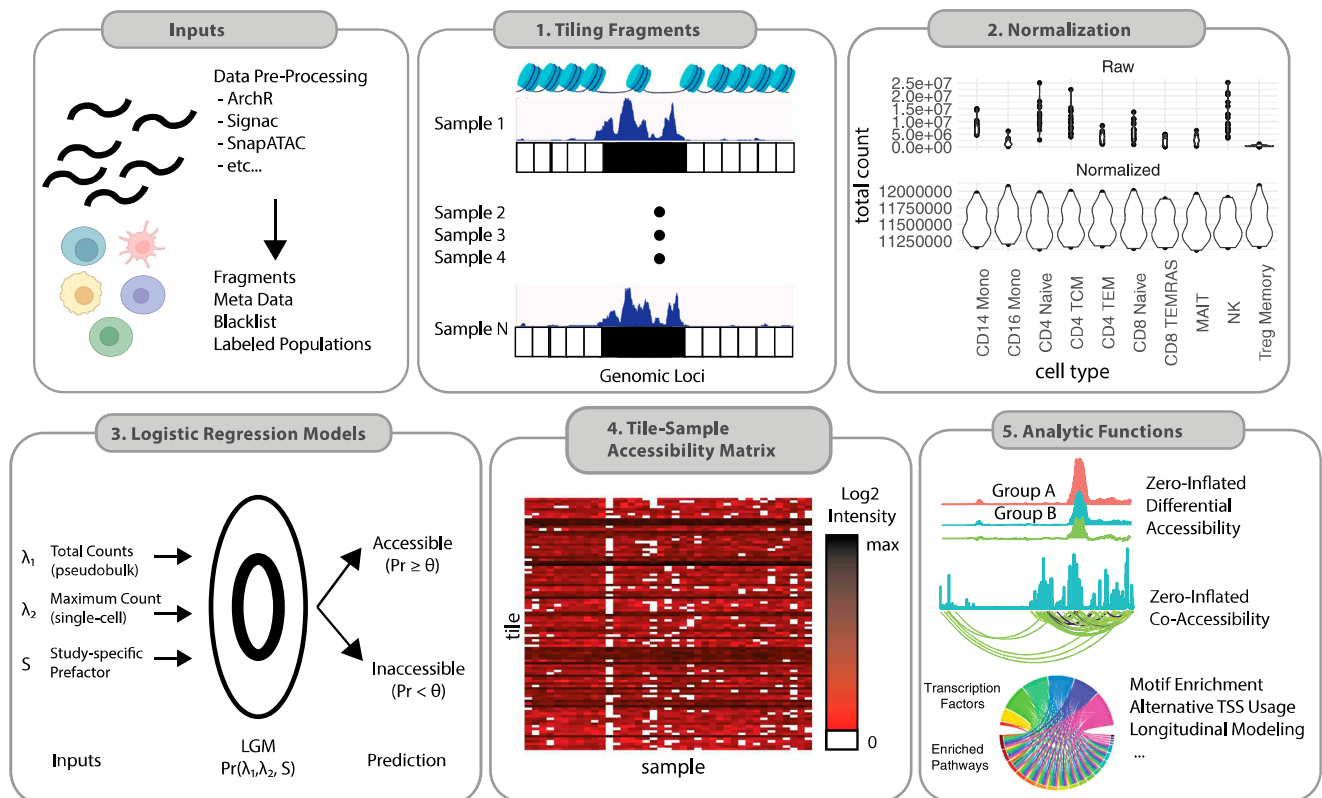 Inputs
Data Pre-Processing
- ArchR
- Signac
- SnapATAC
- etc...
Fragments
Meta Data
Blacklist
Labeled Populations
1. Tiling Fragments
Sample 1
Sample 2
Sample 3
Sample 4
Sample N
Genomic Loci
2. Normalization
Raw
2.5e+07
2.0e+07
1.5e+07
1.0e+07
5.0e+06
0.0e+00
Normalized
12000000
11750000
11500000
11250000
total count
CD14 Mono
CD16 Mono
CD4 Naive
CD4 TCM
CD4 TEM
CD8 Naive
CD8 TEMRAS
MAIT
NK
Treg Memory
cell type
3. Logistic Regression Models
λ₁ Total Counts
(pseudobulk)
λ₂ Maximum Count
(single-cell)
S Study-specific
Prefactor
Accessible
(Pr ≥ θ)
Inaccessible
(Pr < θ)
Inputs
LGM
Pr(λ₁,λ₂, S)
Prediction
4. Tile-Sample
Accessibility Matrix
Log2
Intensity
max
0
tile
sample
5. Analytic Functions
Group A
Group B
Zero-Inflated
Differential
Accessibility
Zero-Inflated
Co-Accessibility
Transcription
Factors
Enriched
Pathways
Motif Enrichment
Alternative TSS Usage
Longitudinal Modeling
...